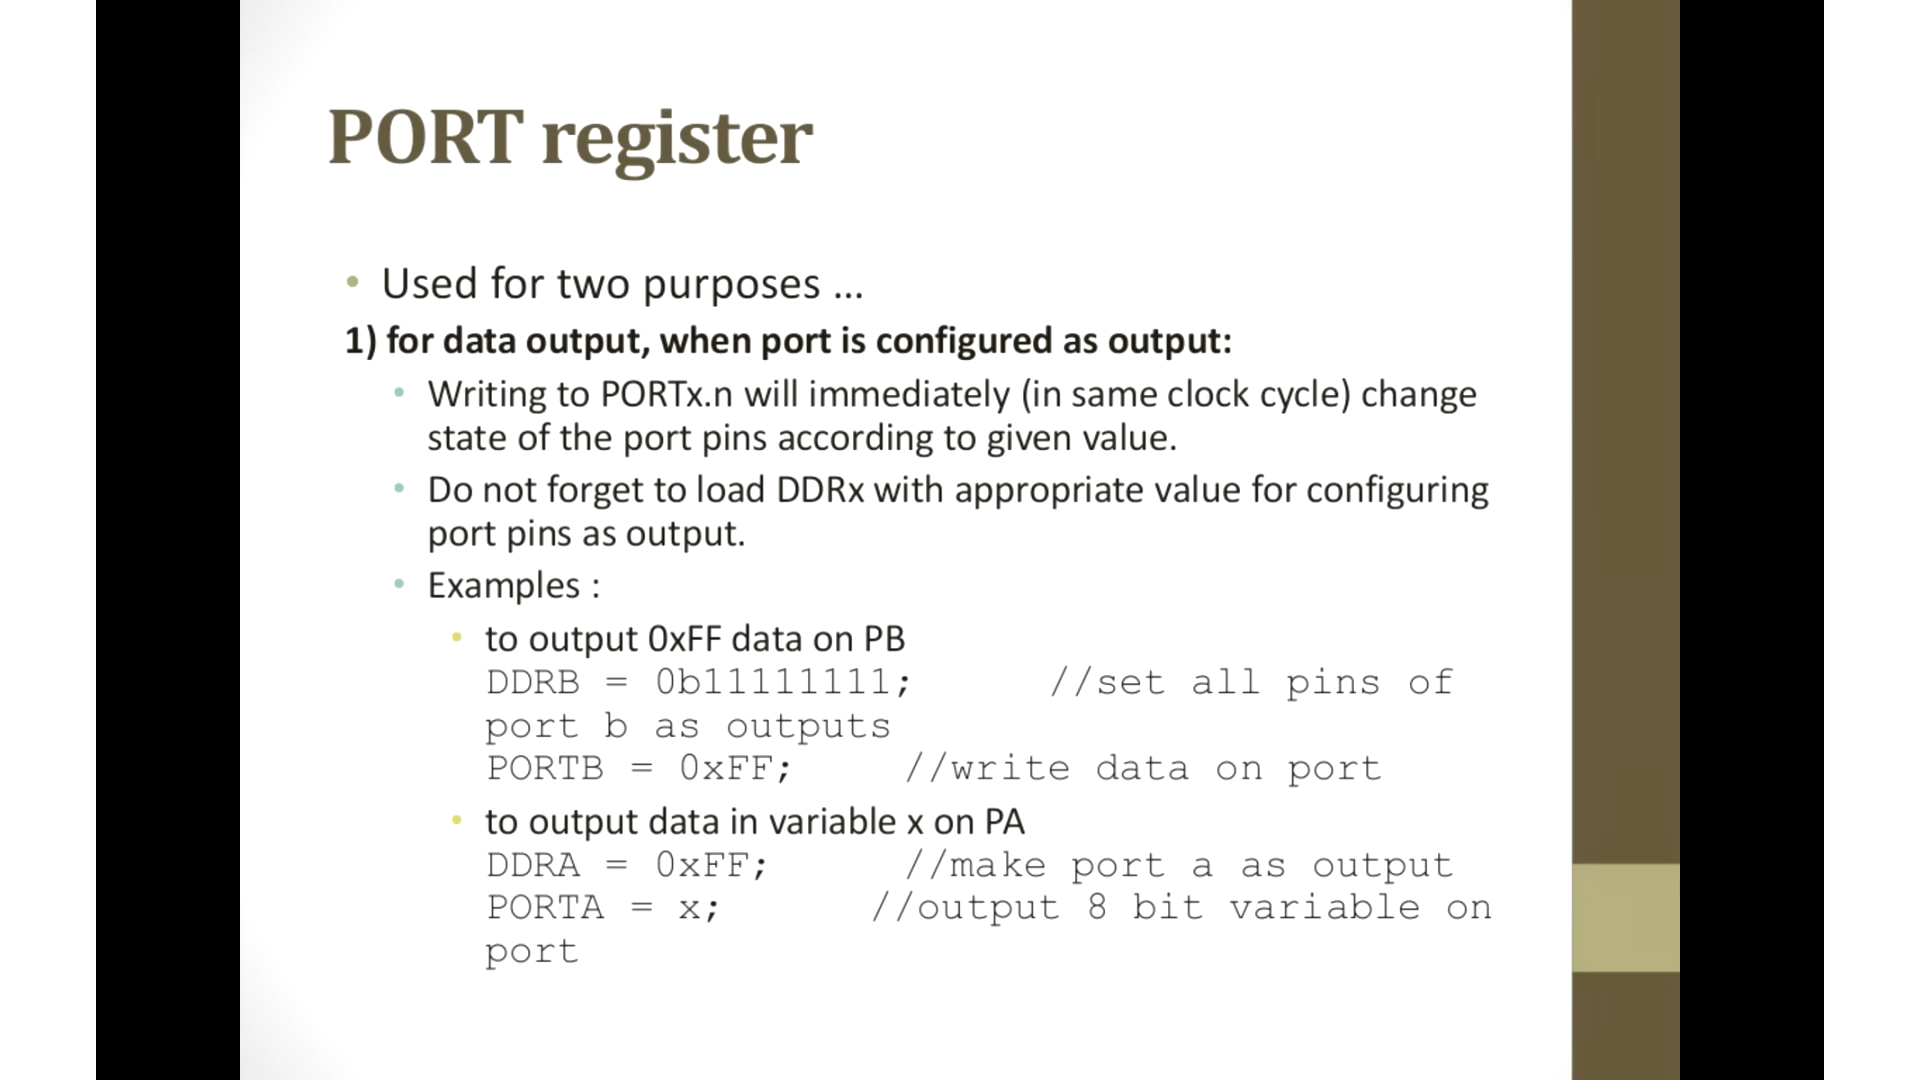 PORT register
• Used for two purposes ...
1) for data output, when port is configured as output:
• Writing to PORTx.n will immediately (in same clock cycle) change
state of the port pins according to given value.
• Do not forget to load DDRx with appropriate value for configuring
port pins as output.
• Examples :
• to output 0xFF data on PB
DDRB = 0b11111111; //set all pins of
port b as outputs
PORTB = 0xFF; //write data on port
• to output data in variable x on PA
DDRA = 0xFF; //make port a as output
PORTA = x; //output 8 bit variable on
port